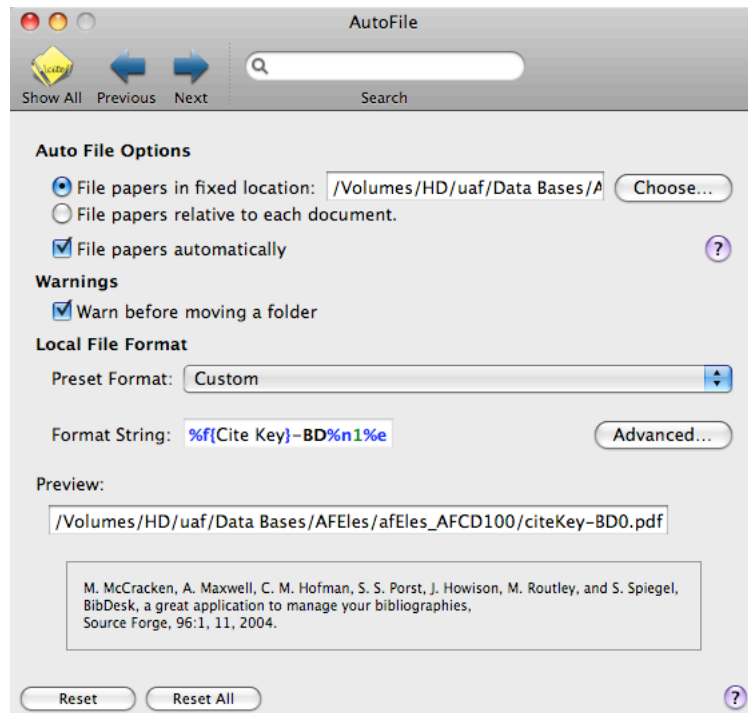 AutoFile
cite
Show All Previous Next Search
Auto File Options
File papers in fixed location: /Volumes/HD/uaf/Data Bases/A Choose...
File papers relative to each document.
File papers automatically ?
Warnings
Warn before moving a folder
Local File Format
Preset Format: Custom
Format String: %f{Cite Key}-BD%n1%e Advanced...
Preview:
/Volumes/HD/uaf/Data Bases/AFEles/afEles_AFCD100/citeKey-BD0.pdf
M. McCracken, A. Maxwell, C. M. Hofman, S. S. Porst, J. Howison, M. Routley, and S. Spiegel,
BibDesk, a great application to manage your bibliographies,
Source Forge, 96:1, 11, 2004.
Reset Reset All ?